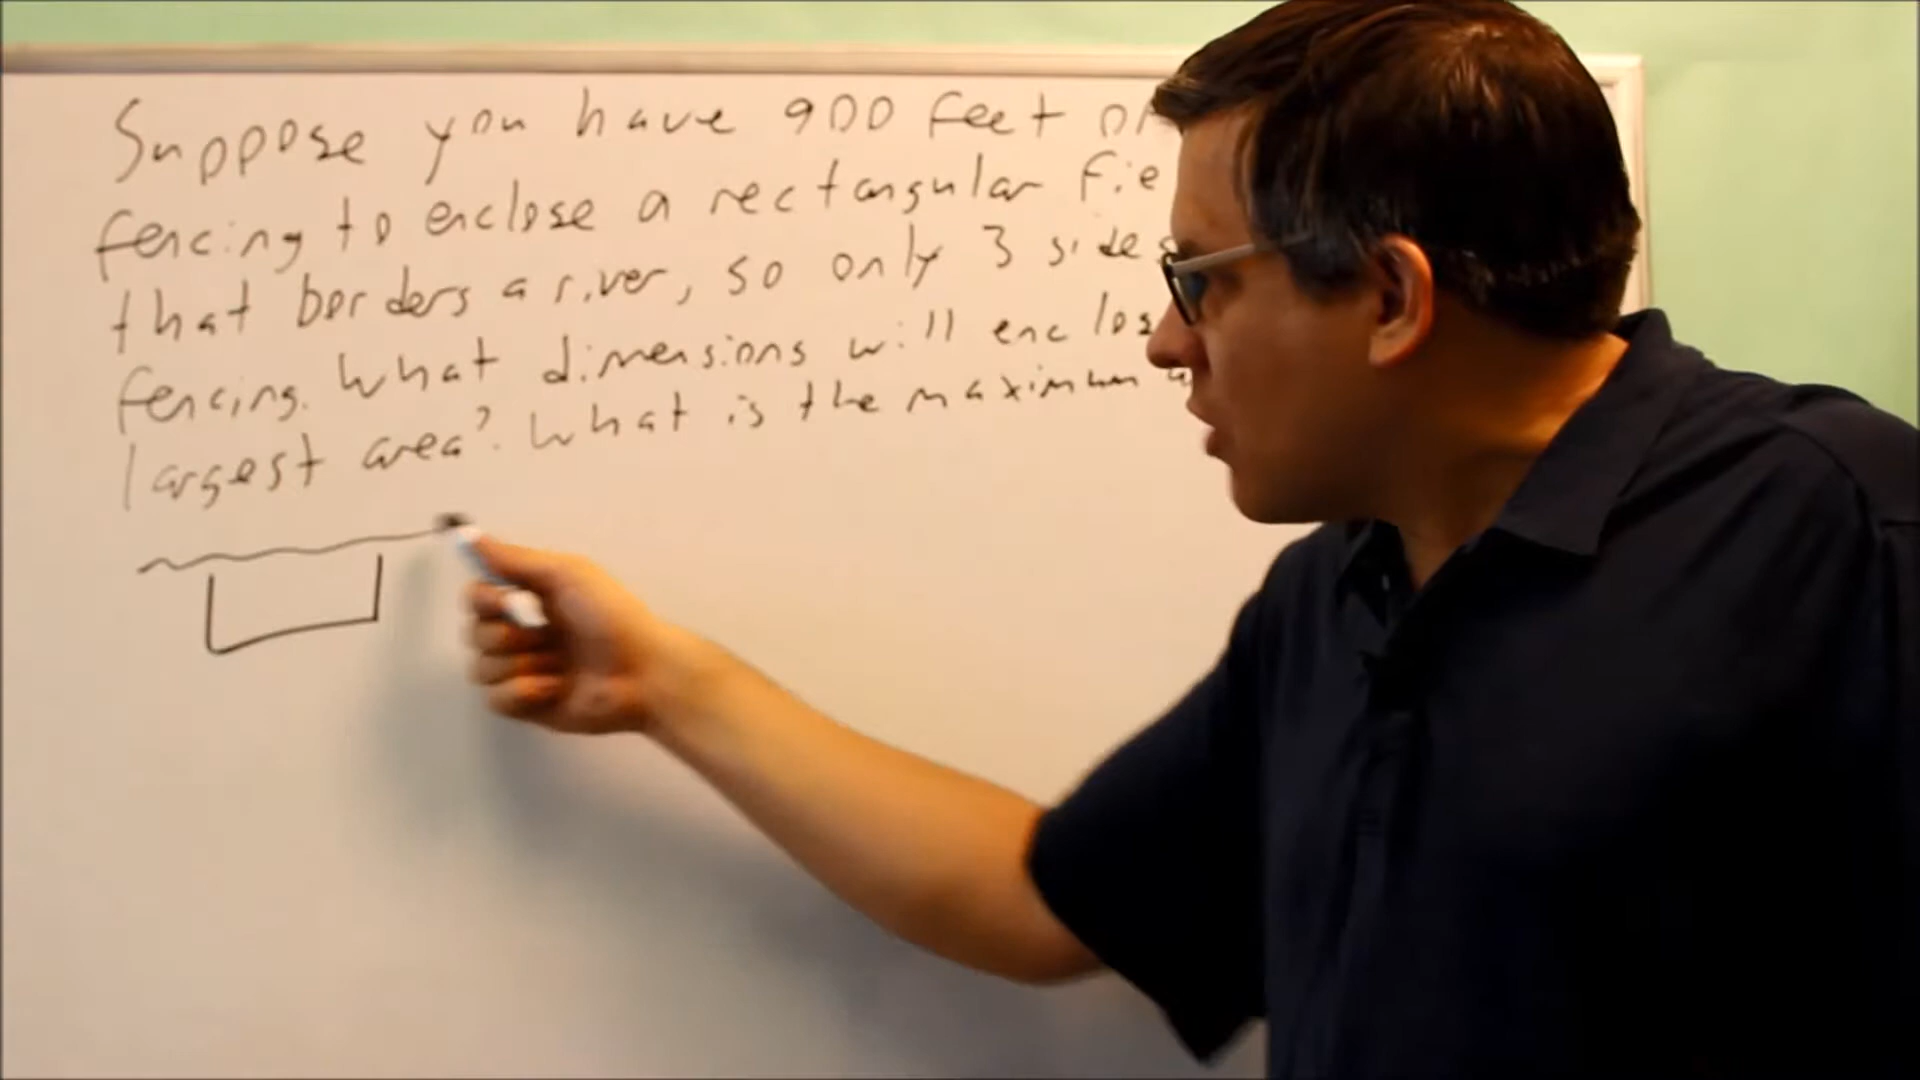 Suppose you have 900 feet of
fencing to enclose a rectangular fie
that borders a river, so only 3 sides
fencing. What dimensions will enclos
largest area? What is the maximum